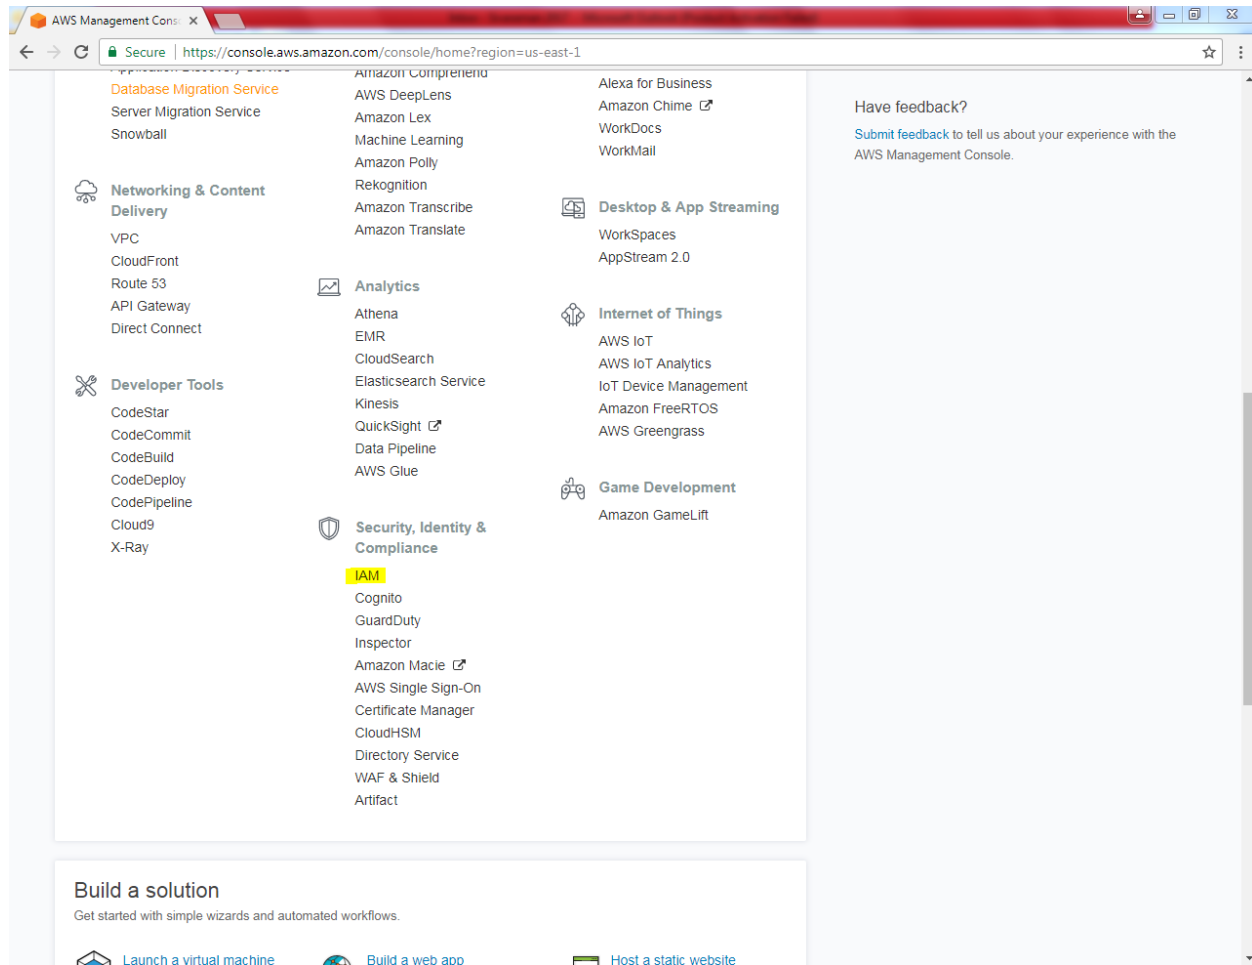 AWS Management Cons
Secure | https://console.aws.amazon.com/console/home?region=us-east-1
Application Discovery Service
Database Migration Service
Server Migration Service
Snowball
Networking & Content
Delivery
VPC
CloudFront
Route 53
API Gateway
Direct Connect
Developer Tools
CodeStar
CodeCommit
CodeBuild
CodeDeploy
CodePipeline
Cloud9
X-Ray
Amazon Comprehend
AWS DeepLens
Amazon Lex
Machine Learning
Amazon Polly
Rekognition
Amazon Transcribe
Amazon Translate
Analytics
Athena
EMR
CloudSearch
Elasticsearch Service
Kinesis
QuickSight
Data Pipeline
AWS Glue
Security, Identity &
Compliance
IAM
Cognito
GuardDuty
Inspector
Amazon Macie
AWS Single Sign-On
Certificate Manager
CloudHSM
Directory Service
WAF & Shield
Artifact
Alexa for Business
Amazon Chime
WorkDocs
WorkMail
Desktop & App Streaming
WorkSpaces
AppStream 2.0
Internet of Things
AWS IoT
AWS IoT Analytics
IoT Device Management
Amazon FreeRTOS
AWS Greengrass
Game Development
Amazon GameLift
Have feedback?
Submit feedback to tell us about your experience with the
AWS Management Console.
Build a solution
Get started with simple wizards and automated workflows.
Launch a virtual machine
Build a web app
Host a static website